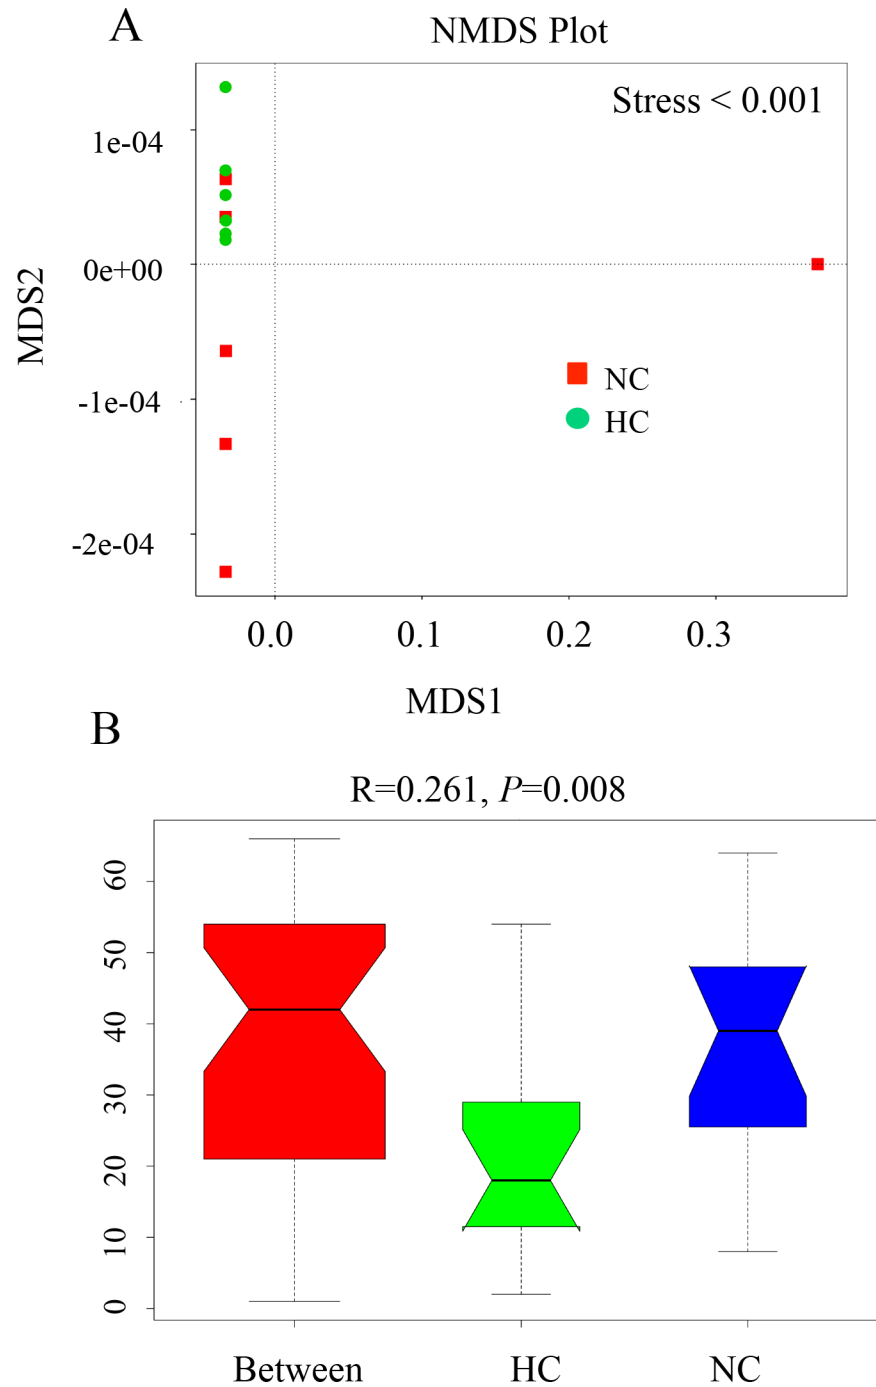 A
NMDS Plot
Stress < 0.001
1e-04
0e+00
-1e-04
-2e-04
MDS2
NC
HC
0.0 0.1 0.2 0.3
MDS1
B
R=0.261, P=0.008
60
50
40
30
20
10
0
Between HC NC